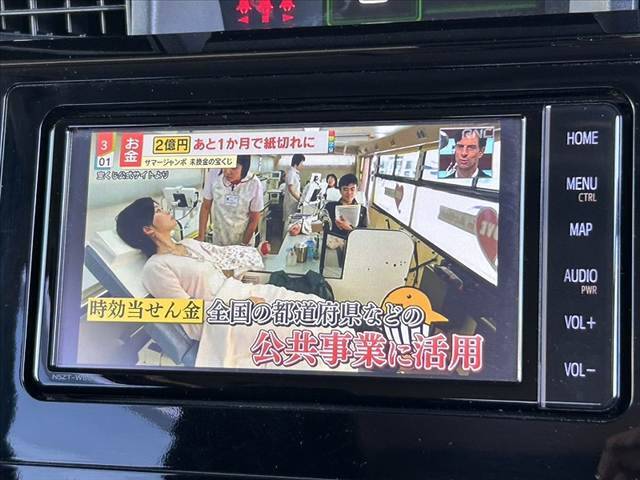 3
01
お金
2億円 あと1か月で紙切れに
サマージャンボ 未換金の宝くじ
宝くじ公式サイトより
RNC
時効当せん金 全国の都道府県などの
公共事業に活用
HOME
MENU
CTRL
MAP
AUDIO
PWR
VOL+
VOL-